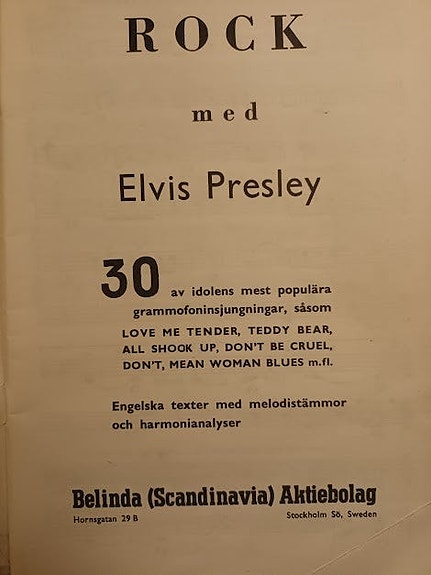 ROCK
med
Elvis Presley
30 av idolens mest populära
grammofoninsjungningar, såsom
LOVE ME TENDER, TEDDY BEAR,
ALL SHOOK UP, DON'T BE CRUEL,
DON'T, MEAN WOMAN BLUES m.fl.
Engelska texter med melodistämmor
och harmonianalyser
Belinda (Scandinavia) Aktiebolag
Hornsgatan 29 B Stockholm Sö, Sweden